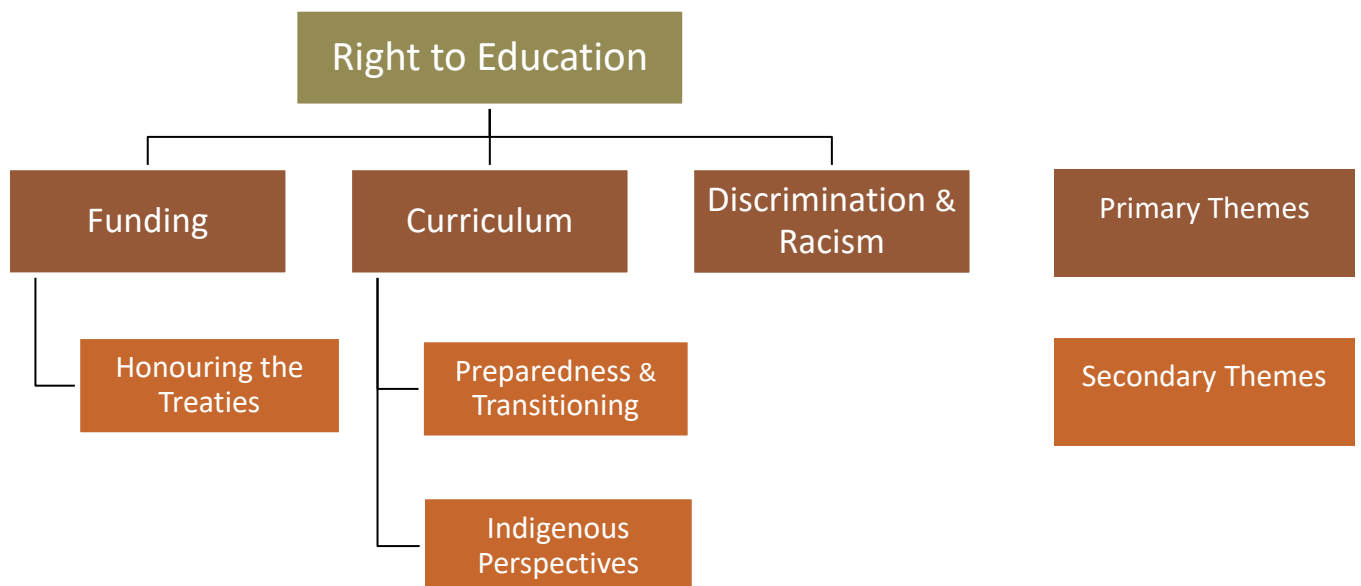 Right to Education
Funding
Curriculum
Discrimination &
Racism
Primary Themes
Honouring the
Treaties
Preparedness &
Transitioning
Secondary Themes
Indigenous
Perspectives